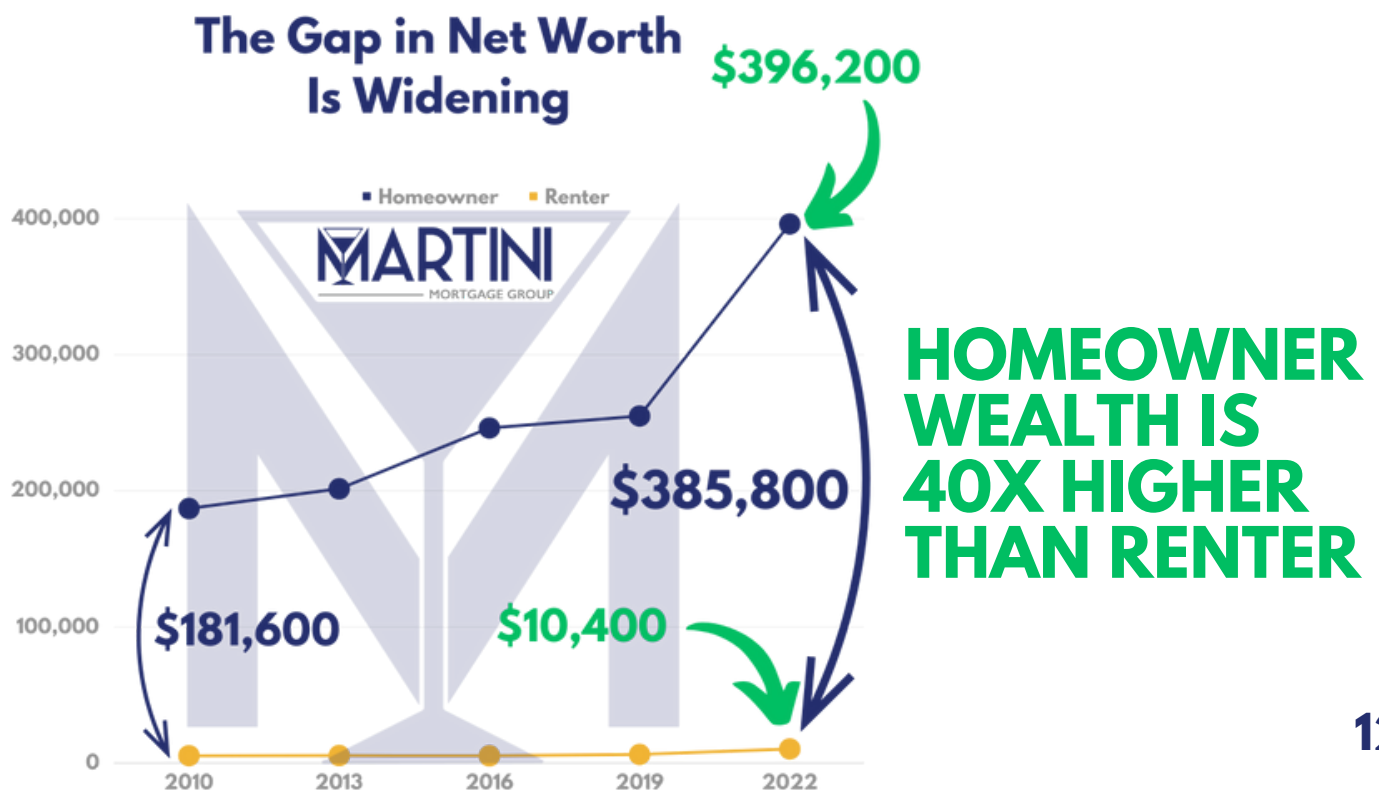 The Gap in Net Worth
Is Widening
$396,200
Homeowner
Renter
400,000
MARTINI
MORTGAGE GROUP
300,000
HOMEOWNER
WEALTH IS
40X HIGHER
THAN RENTER
200,000
$385,800
100,000
$181,600
$10,400
0
2010
2013
2016
2019
2022